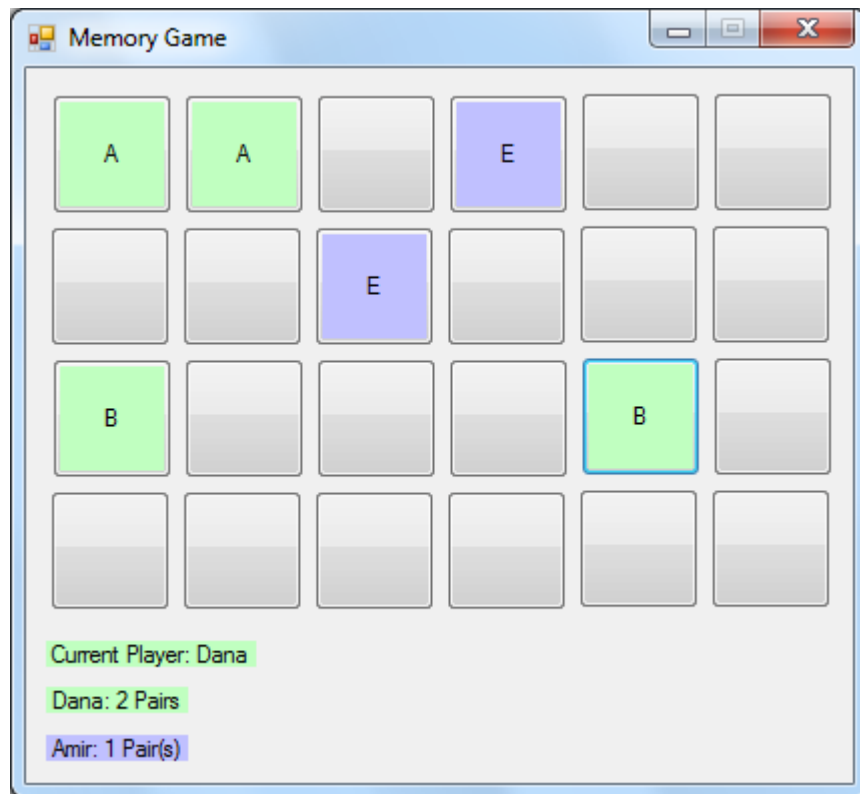 Memory Game
A A E
E
B B
Current Player: Dana
Dana: 2 Pairs
Amir: 1 Pair(s)